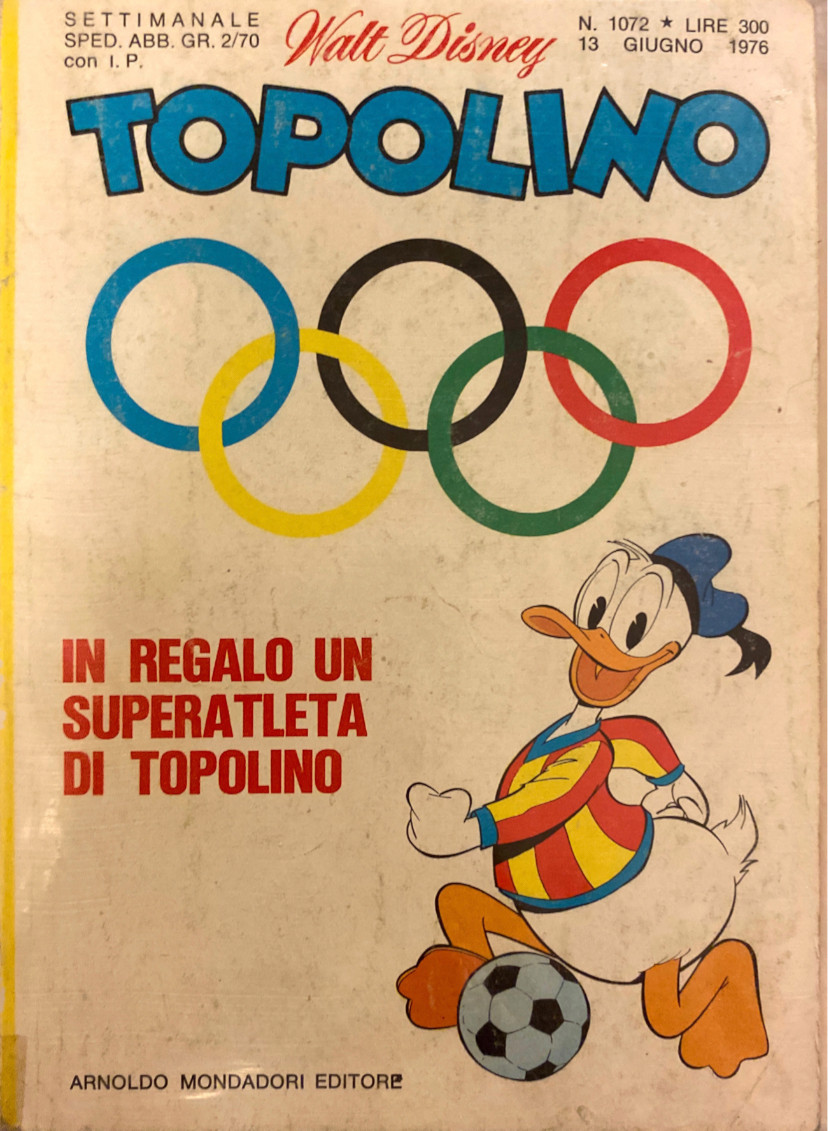 SETTIMANALE
SPED. ABB. GR. 2/70
con I. P.
Walt Disney
N. 1072 ★ LIRE 300
13 GIUGNO 1976
TOPOLINO
IN REGALO UN
SUPERATLETA
DI TOPOLINO
ARNOLDO MONDADORI EDITORE